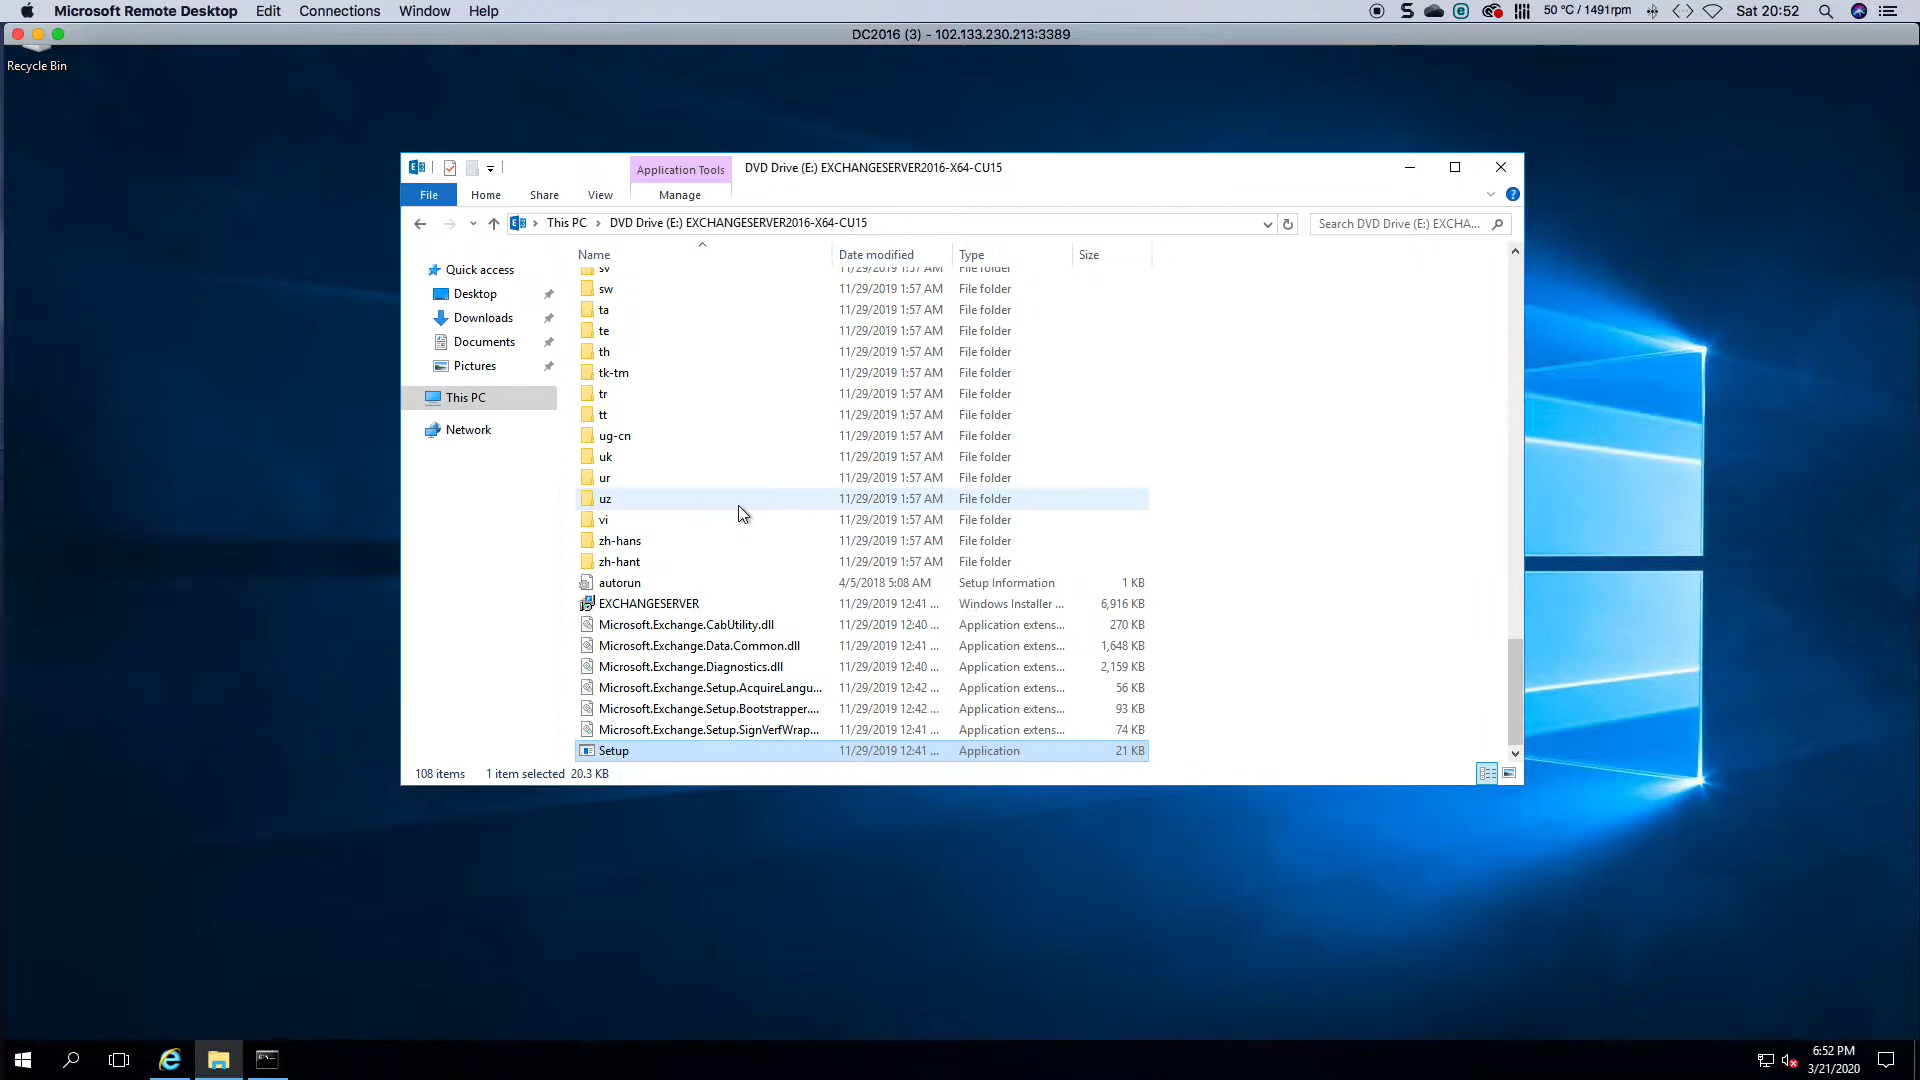 Microsoft Remote Desktop Edit Connections Window Help 50 °C / 1491rpm Sat 20:52
DC2016 (3) - 102.133.230.213:3389
Recycle Bin
Application Tools DVD Drive (E:) EXCHANGESERVER2016-X64-CU15
File Home Share View Manage
This PC DVD Drive (E:) EXCHANGESERVER2016-X64-CU15 Search DVD Drive (E:) EXCHA...
Quick access
Desktop
Downloads
Documents
Pictures
This PC
Network
Name Date modified Type Size
sv 11/29/2019 1:57 AM File folder
sw 11/29/2019 1:57 AM File folder
ta 11/29/2019 1:57 AM File folder
te 11/29/2019 1:57 AM File folder
th 11/29/2019 1:57 AM File folder
tk-tm 11/29/2019 1:57 AM File folder
tr 11/29/2019 1:57 AM File folder
tt 11/29/2019 1:57 AM File folder
ug-cn 11/29/2019 1:57 AM File folder
uk 11/29/2019 1:57 AM File folder
ur 11/29/2019 1:57 AM File folder
uz 11/29/2019 1:57 AM File folder
vi 11/29/2019 1:57 AM File folder
zh-hans 11/29/2019 1:57 AM File folder
zh-hant 11/29/2019 1:57 AM File folder
autorun 4/5/2018 5:08 AM Setup Information 1 KB
EXCHANGESERVER 11/29/2019 12:41 ... Windows Installer ... 6,916 KB
Microsoft.Exchange.CabUtility.dll 11/29/2019 12:40 ... Application extens... 270 KB
Microsoft.Exchange.Data.Common.dll 11/29/2019 12:41 ... Application extens... 1,648 KB
Microsoft.Exchange.Diagnostics.dll 11/29/2019 12:40 ... Application extens... 2,159 KB
Microsoft.Exchange.Setup.AcquireLangu... 11/29/2019 12:42 ... Application extens... 56 KB
Microsoft.Exchange.Setup.Bootstrapper.... 11/29/2019 12:42 ... Application extens... 93 KB
Microsoft.Exchange.Setup.SignVerfWrap... 11/29/2019 12:41 ... Application extens... 74 KB
Setup 11/29/2019 12:41 ... Application 21 KB
108 items 1 item selected 20.3 KB
6:52 PM
3/21/2020